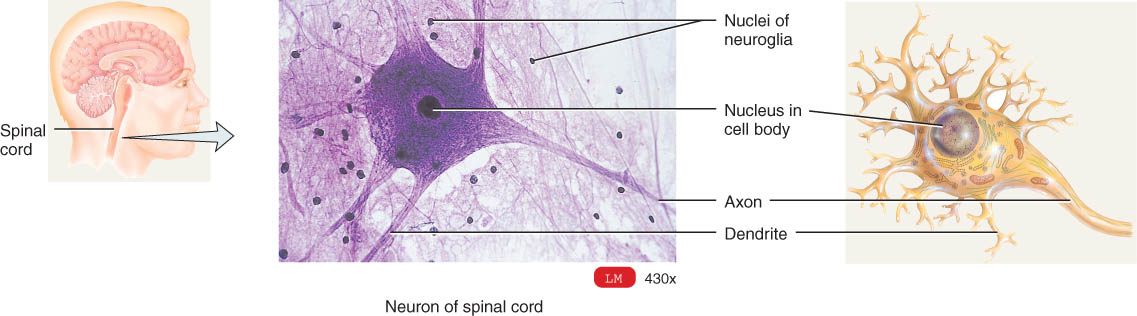 Spinal
cord
Nuclei of
neuroglia
Nucleus in
cell body
Axon
Dendrite
LM 430x
Neuron of spinal cord